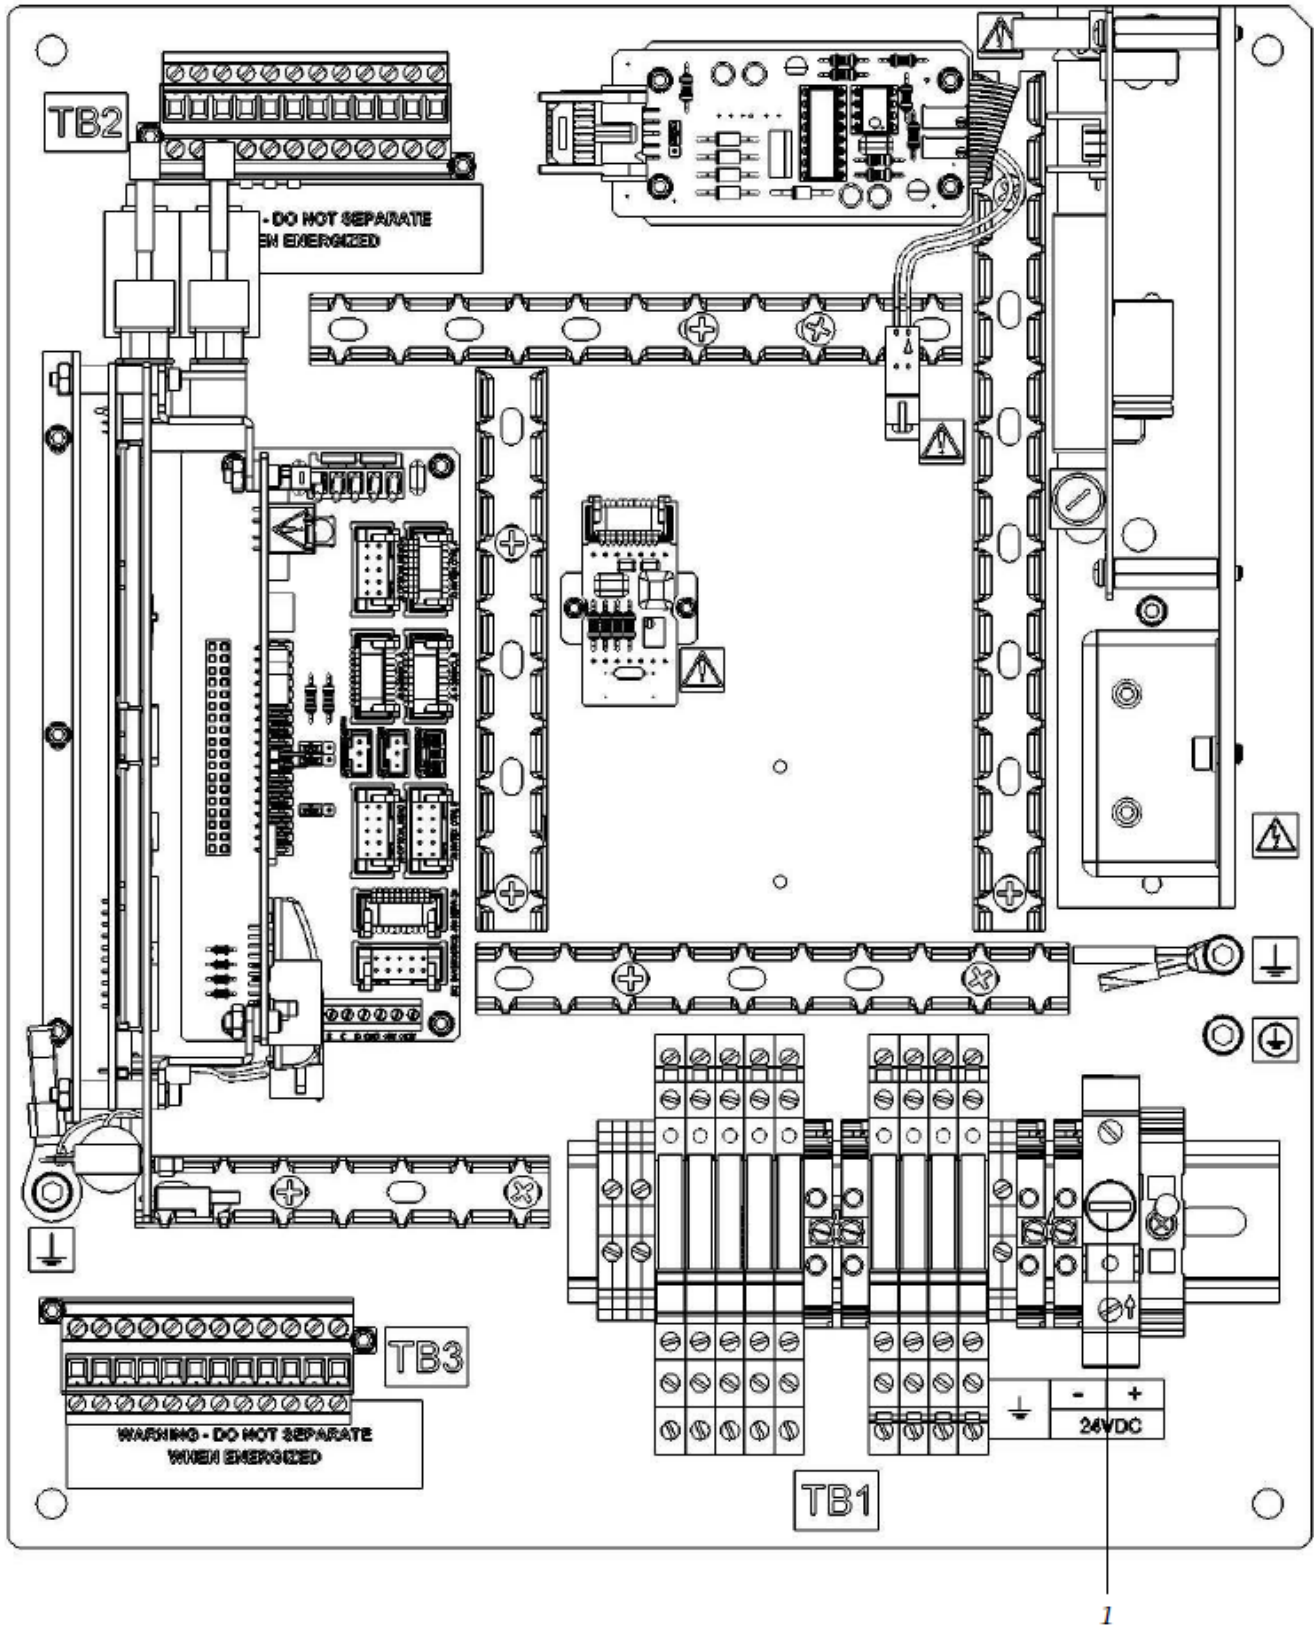 TB2
- DO NOT SEPARATE
EN ENERGIZED
TB3
WARNING - DO NOT SEPARATE
WHEN ENERGIZED
- +
24VDC
TB1
1